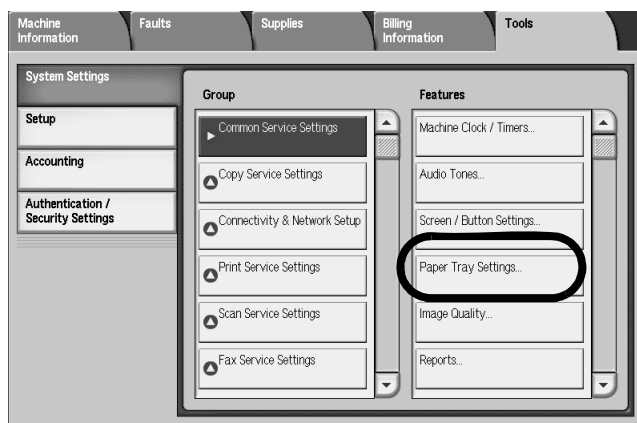 Machine
Information
Faults
Supplies
Billing
Information
Tools
System Settings
Setup
Accounting
Authentication /
Security Settings
Group
Common Service Settings
Copy Service Settings
Connectivity & Network Setup
Print Service Settings
Scan Service Settings
Fax Service Settings
Features
Machine Clock / Timers...
Audio Tones...
Screen / Button Settings...
Paper Tray Settings...
Image Quality...
Reports...